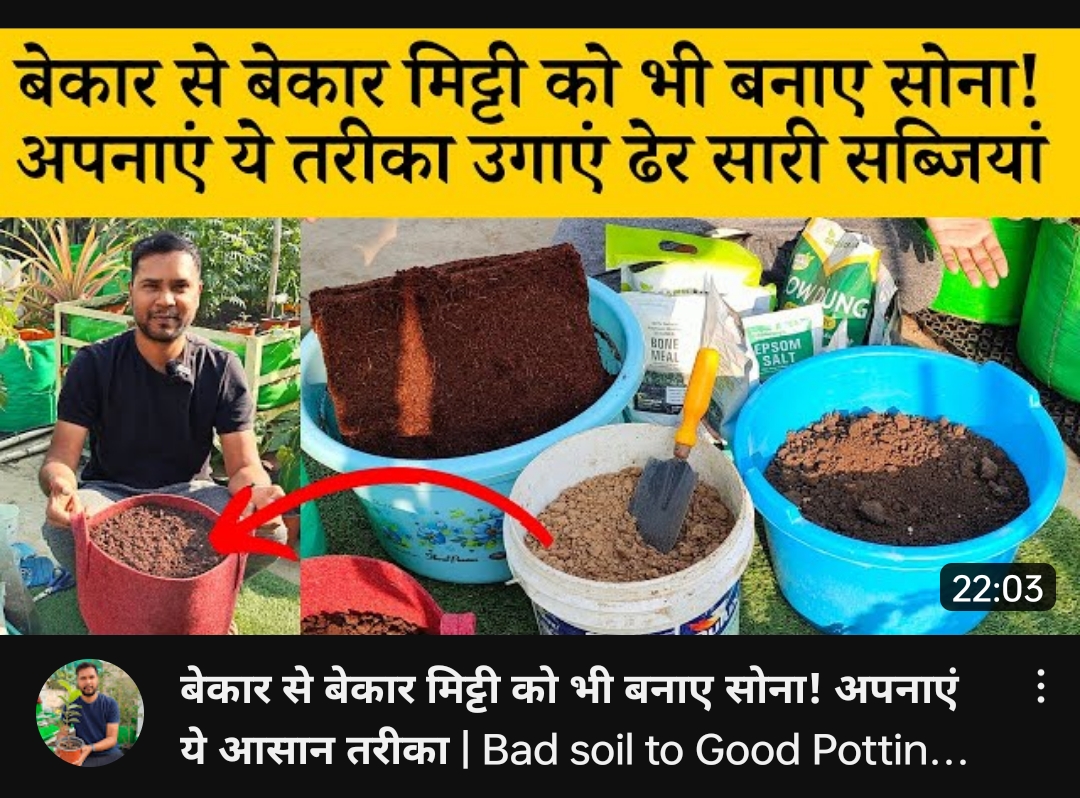 बेकार से बेकार मिट्टी को भी बनाए सोना!
अपनाएं ये तरीका उगाएं ढेर सारी सब्जियां
BONE
MEAL
OW DUNG
EPSOM
SALT
22:03
बेकार से बेकार मिट्टी को भी बनाए सोना! अपनाएं
ये आसान तरीका | Bad soil to Good Pottin...